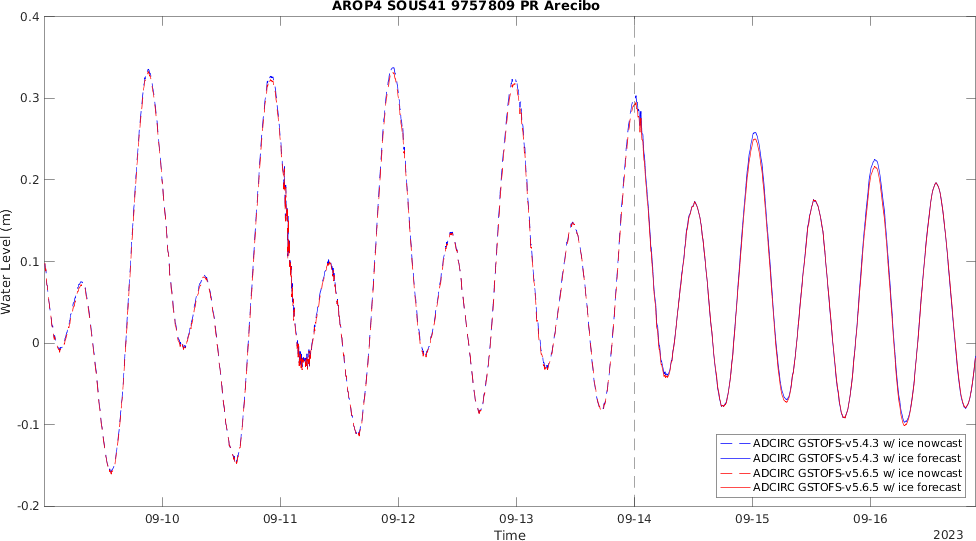 AROP4 SOUS41 9757809 PR Arecibo
0.4
0.3
0.2
0.1
0
-0.1
-0.2
Water Level (m)
ADCIRC GSTOFS-v5.4.3 w/ ice nowcast
ADCIRC GSTOFS-v5.4.3 w/ ice forecast
ADCIRC GSTOFS-v5.6.5 w/ ice nowcast
ADCIRC GSTOFS-v5.6.5 w/ ice forecast
09-10 09-11 09-12 09-13 09-14 09-15 09-16
Time
2023